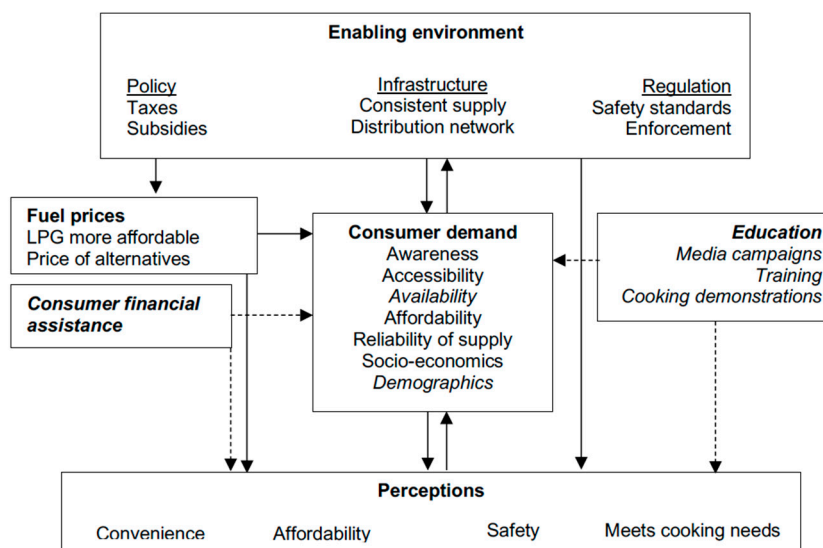 Enabling environment
Policy
Taxes
Subsidies
Infrastructure
Consistent supply
Distribution network
Regulation
Safety standards
Enforcement
Fuel prices
LPG more affordable
Price of alternatives
Consumer financial
assistance
Consumer demand
Awareness
Accessibility
Availability
Affordability
Reliability of supply
Socio-economics
Demographics
Education
Media campaigns
Training
Cooking demonstrations
Perceptions
Convenience
Affordability
Safety
Meets cooking needs